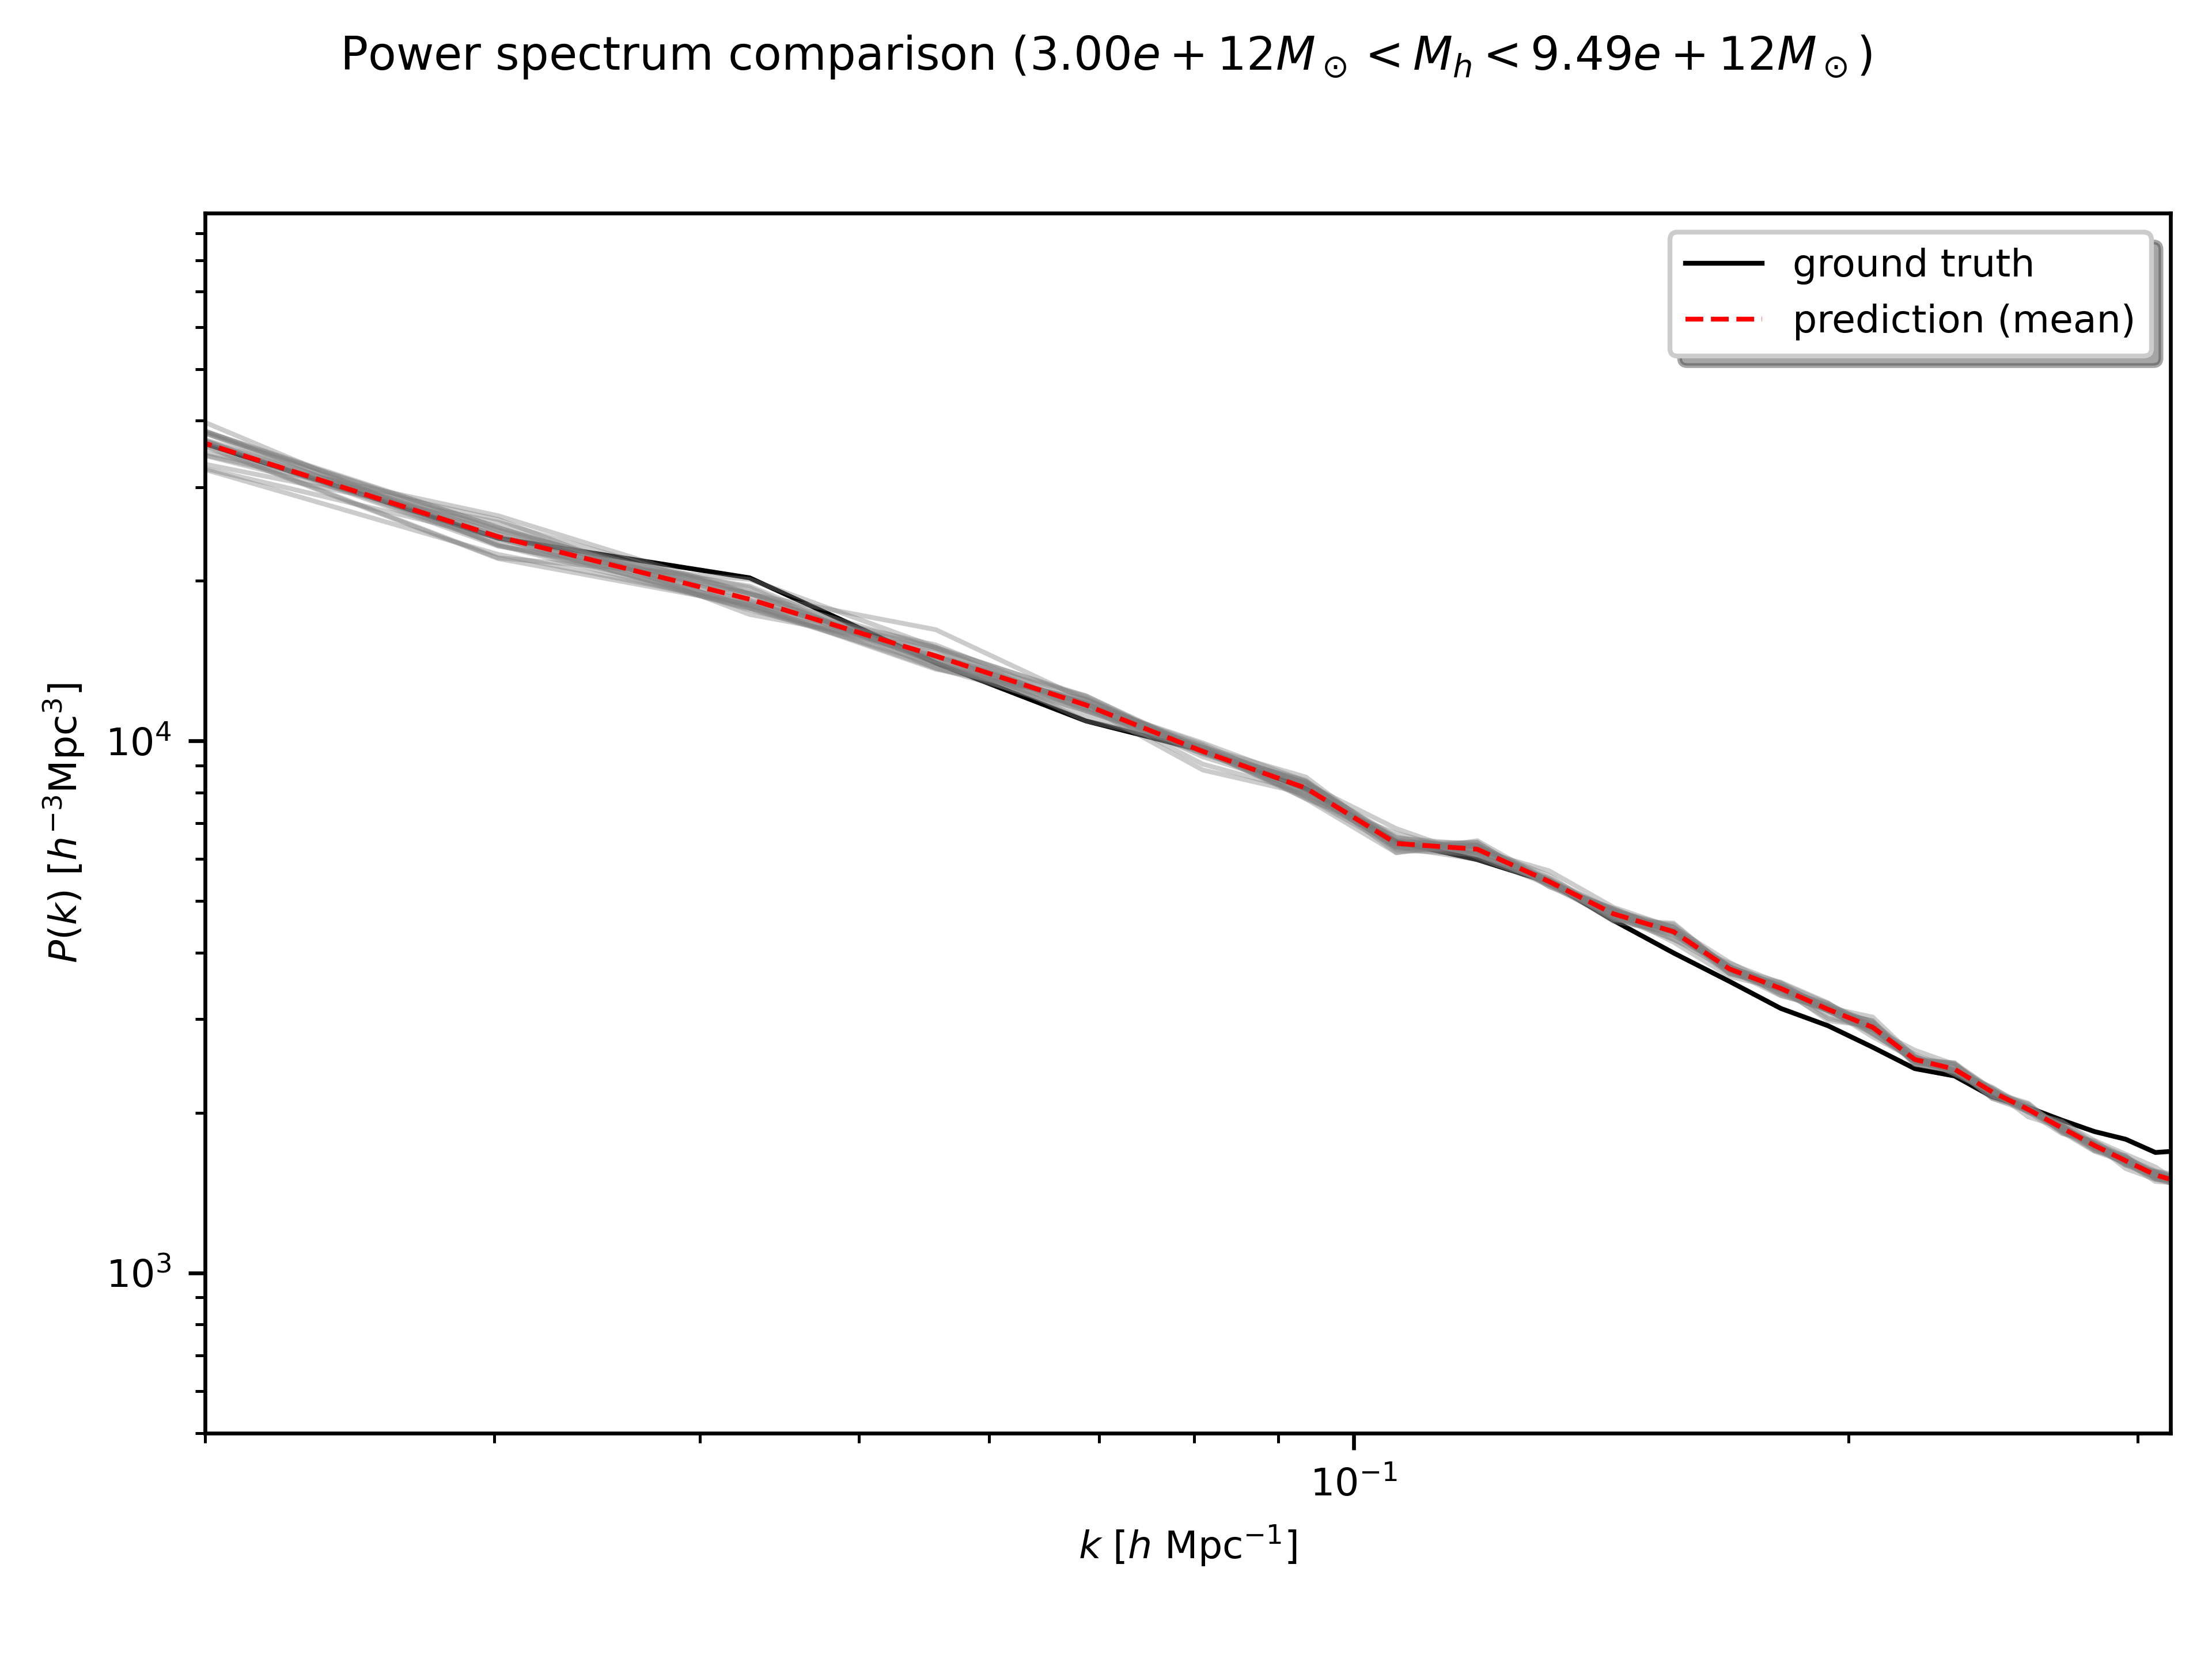 Power spectrum comparison (3.00e + 12M⊙ < Mₕ < 9.49e + 12M⊙)
ground truth
prediction (mean)
P(k) [h⁻³Mpc³]
10⁴
10³
10⁻¹
k [h Mpc⁻¹]